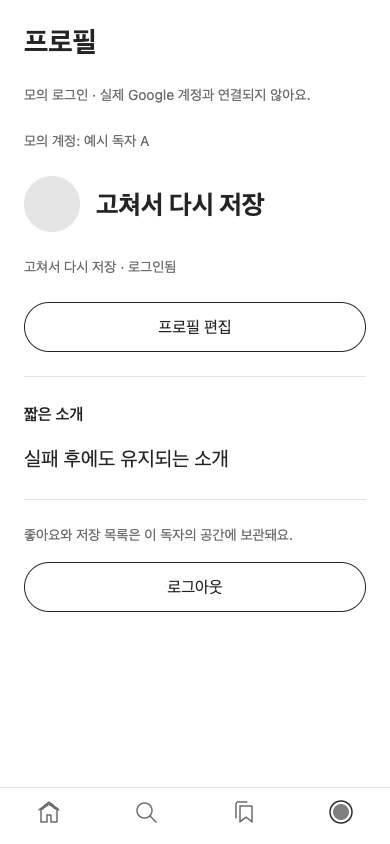 프로필
모의 로그인 · 실제 Google 계정과 연결되지 않아요.
모의 계정: 예시 독자 A
고쳐서 다시 저장
고쳐서 다시 저장 · 로그인됨
프로필 편집
짧은 소개
실패 후에도 유지되는 소개
좋아요와 저장 목록은 이 독자의 공간에 보관돼요.
로그아웃